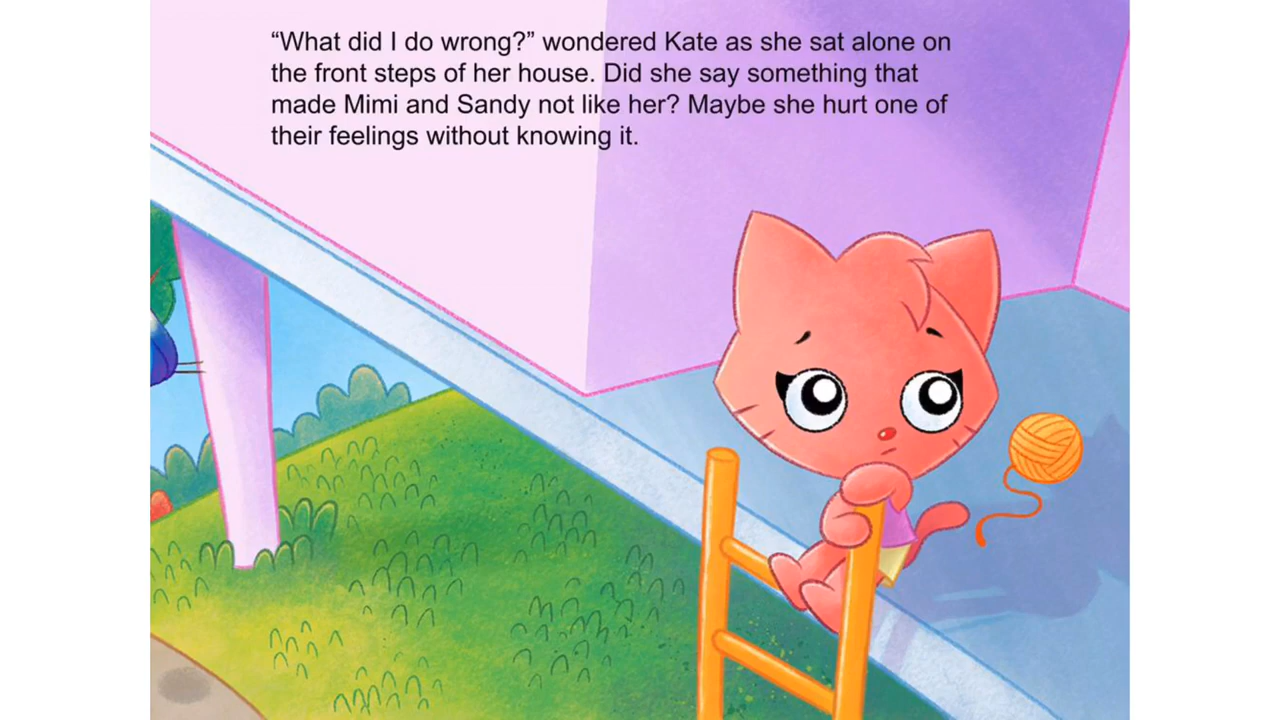 “What did I do wrong?” wondered Kate as she sat alone on
the front steps of her house. Did she say something that
made Mimi and Sandy not like her? Maybe she hurt one of
their feelings without knowing it.